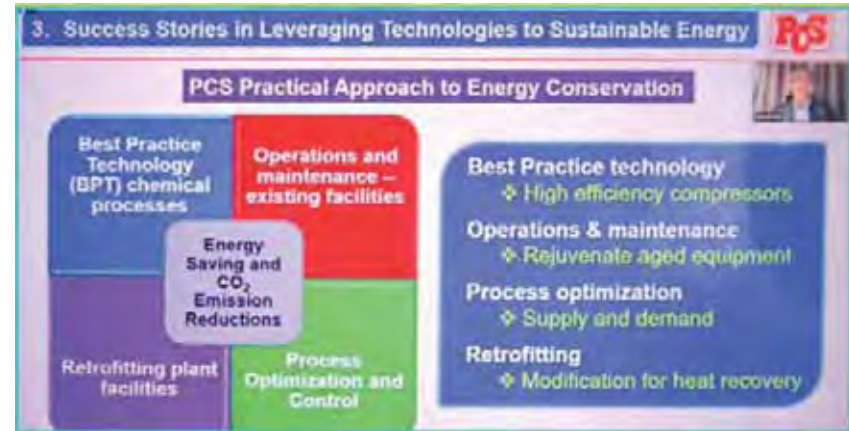 3. Success Stories in Leveraging Technologies to Sustainable Energy
PCS
PCS Practical Approach to Energy Conservation
Best Practice
Technology
(BPT) chemical
processes
Operations and
maintenance –
existing facilities
Energy
Saving and
CO₂
Emission
Reductions
Retrofitting plant
facilities
Process
Optimization and
Control
Best Practice technology
❖ High efficiency compressors
Operations & maintenance
❖ Rejuvenate aged equipment
Process optimization
❖ Supply and demand
Retrofitting
❖ Modification for heat recovery